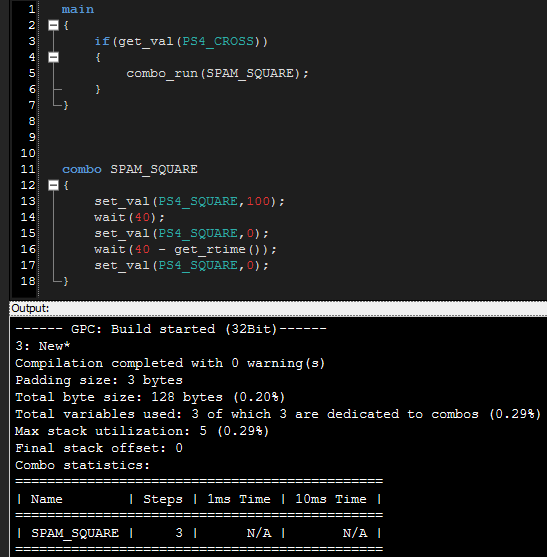 1 main
2 {
3 if(get_val(PS4_CROSS))
4 {
5 combo_run(SPAM_SQUARE);
6 }
7 }
8
9
10
11 combo SPAM_SQUARE
12 {
13 set_val(PS4_SQUARE,100);
14 wait(40);
15 set_val(PS4_SQUARE,0);
16 wait(40 - get_rtime());
17 set_val(PS4_SQUARE,0);
18 }
Output:
------ GPC: Build started (32Bit)------
3: New*
Compilation completed with 0 warning(s)
Padding size: 3 bytes
Total byte size: 128 bytes (0.20%)
Total variables used: 3 of which 3 are dedicated to combos (0.29%)
Max stack utilization: 5 (0.29%)
Final stack offset: 0
Combo statistics:
===============================================
| Name | Steps | 1ms Time | 10ms Time |
===============================================
| SPAM_SQUARE | 3 | N/A | N/A |
===============================================